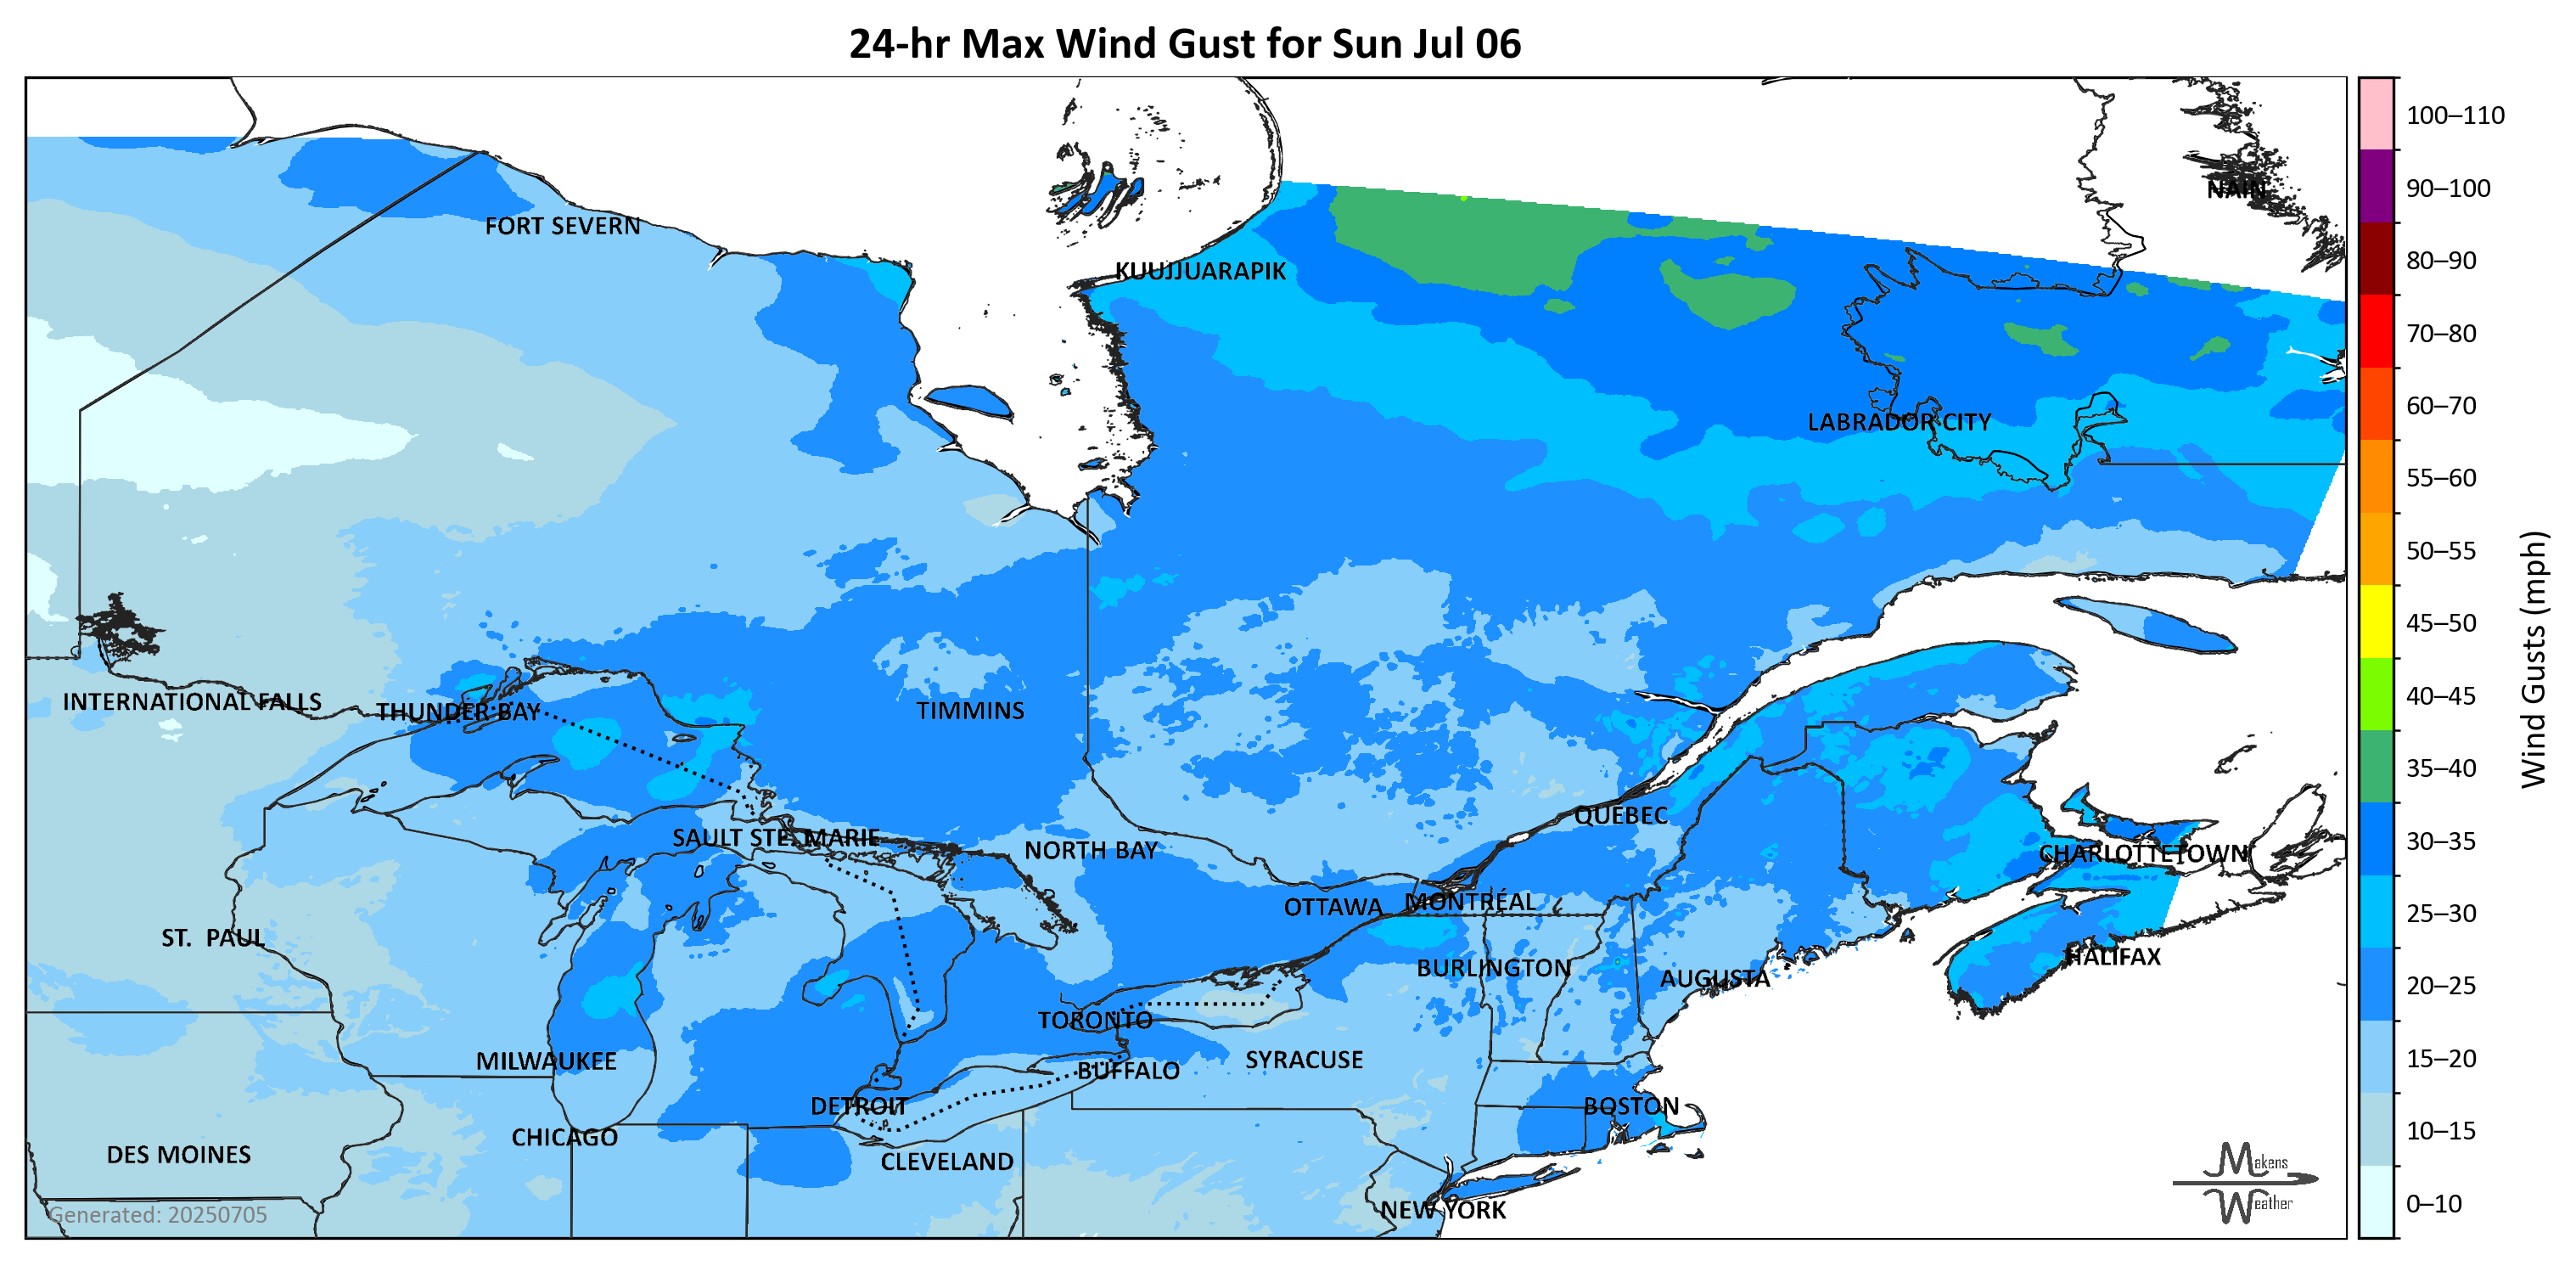 24-hr Max Wind Gust for Sun Jul 06
100–110
90–100
80–90
70–80
60–70
55–60
50–55
45–50
40–45
35–40
30–35
25–30
20–25
15–20
10–15
0–10
Wind Gusts (mph)
NAIN
FORT SEVERN
KUUJJUARAPIK
LABRADOR CITY
INTERNATIONAL FALLS
THUNDER BAY
TIMMINS
QUEBEC
SAULT STE. MARIE
NORTH BAY
CHARLOTTETOWN
OTTAWA
MONTRÉAL
ST. PAUL
HALIFAX
BURLINGTON
AUGUSTA
TORONTO
MILWAUKEE
SYRACUSE
BUFFALO
DETROIT
BOSTON
CHICAGO
DES MOINES
CLEVELAND
NEW YORK
Generated: 20250705
Makens
Weather